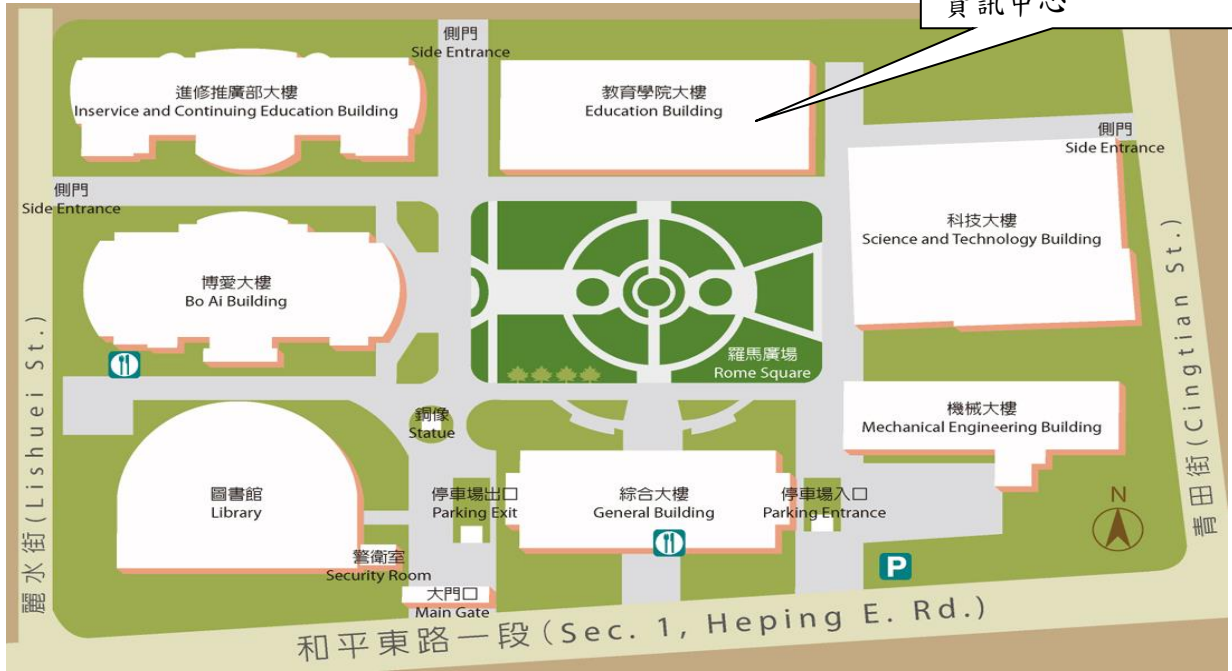 資訊中心
側門
Side Entrance
進修推廣部大樓
Inservice and Continuing Education Building
教育學院大樓
Education Building
側門
Side Entrance
側門
Side Entrance
科技大樓
Science and Technology Building
博愛大樓
Bo Ai Building
羅馬廣場
Rome Square
銅像
Statue
機械大樓
Mechanical Engineering Building
圖書館
Library
停車場出口
Parking Exit
綜合大樓
General Building
停車場入口
Parking Entrance
N
警衛室
Security Room
P
大門口
Main Gate
麗水街(Lishuei St.)
青田街(Cingtian St.)
和平東路一段(Sec. 1, Heping E. Rd.)